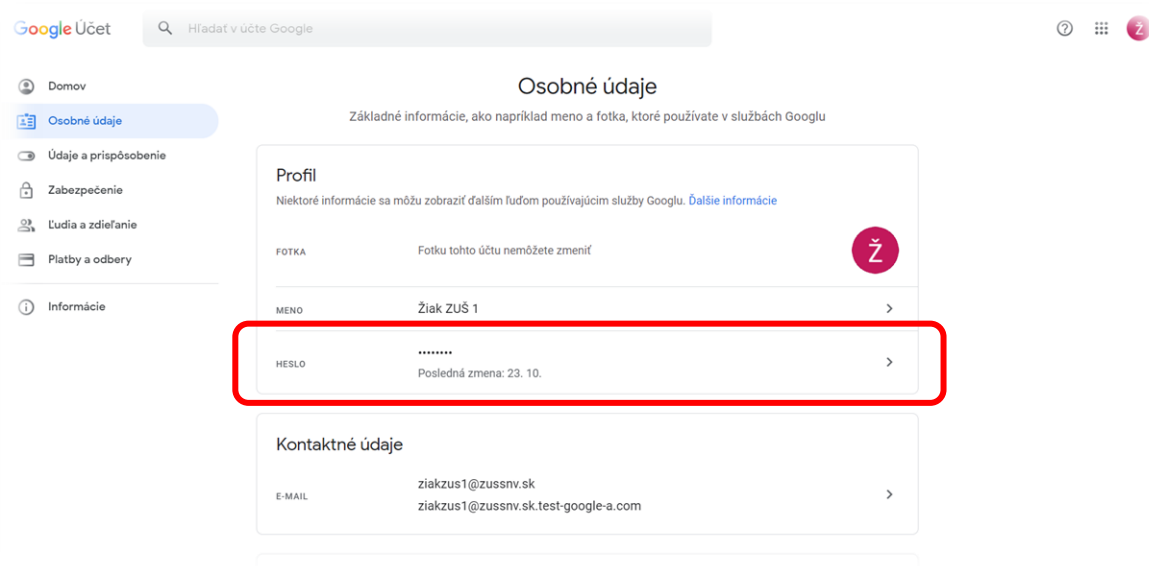 Google Účet
Hľadať v účte Google
Ž
Domov
Osobné údaje
Údaje a prispôsobenie
Zabezpečenie
Ľudia a zdieľanie
Platby a odbery
Informácie
Osobné údaje
Základné informácie, ako napríklad meno a fotka, ktoré používate v službách Googlu
Profil
Niektoré informácie sa môžu zobraziť ďalším ľuďom používajúcim služby Googlu. Ďalšie informácie
FOTKA
Fotku tohto účtu nemôžete zmeniť
Ž
MENO
Žiak ZUŠ 1
HESLO
••••••••
Posledná zmena: 23. 10.
Kontaktné údaje
E-MAIL
ziakzus1@zussnv.sk
ziakzus1@zussnv.sk.test-google-a.com